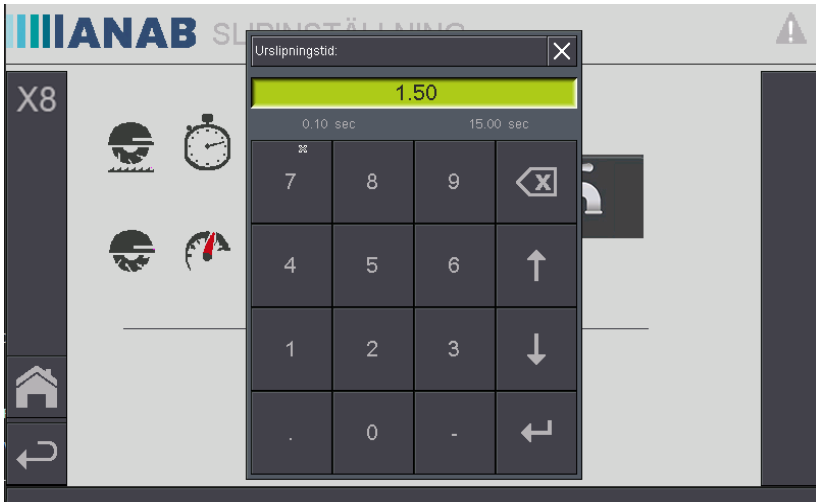 ANAB SLIPINSTÄLLNING
Urslipningstid:
X8
1.50
0.10 sec 15.00 sec
7 8 9
4 5 6
1 2 3
. 0 -